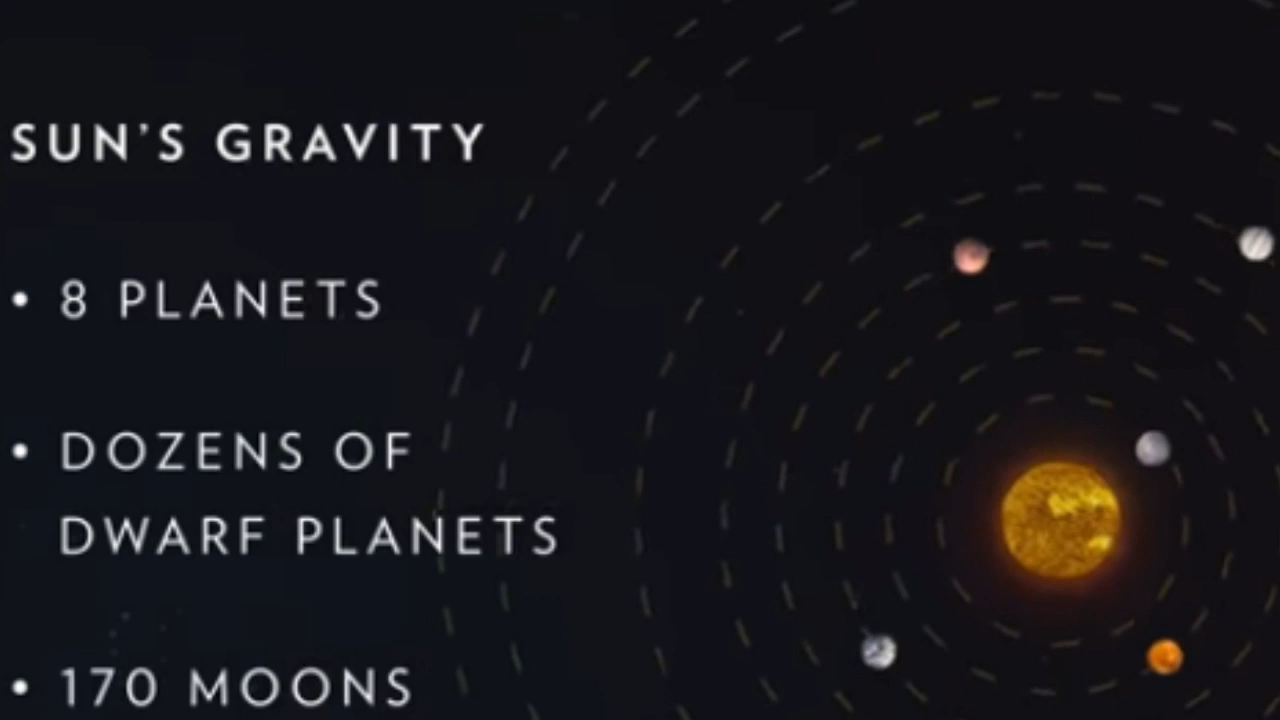 SUN'S GRAVITY
• 8 PLANETS
• DOZENS OF
DWARF PLANETS
• 170 MOONS